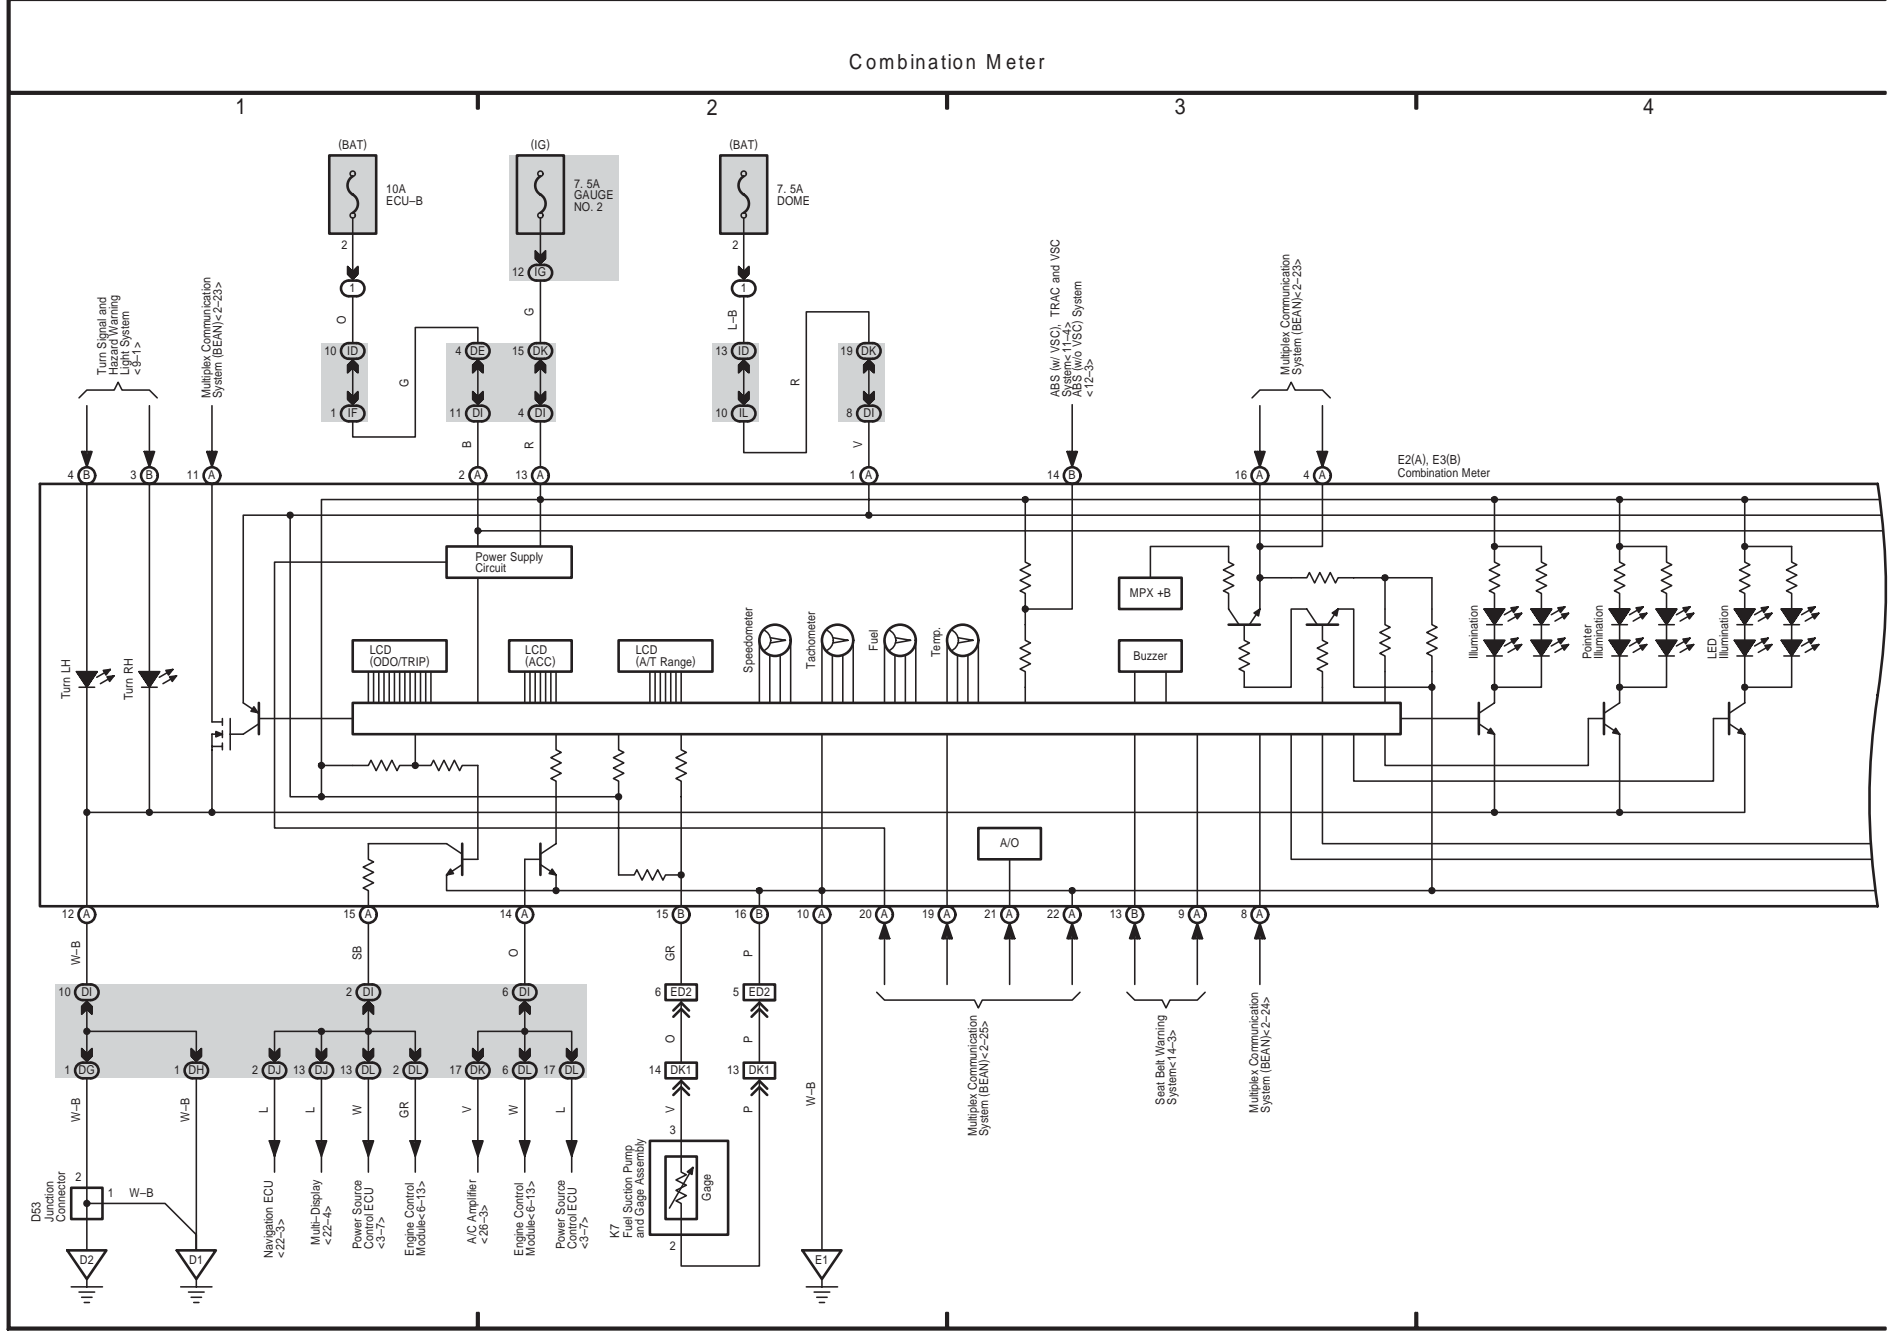 Combination Meter
1
2
3
4
(BAT)
(IG)
(BAT)
10A
ECU–B
7. 5A
GAUGE
NO. 2
7. 5A
DOME
2
2
12 IG
1
1
Turn Signal and
Hazard Warning
Light System
<9–1>
Multiplex Communication
System (BEAN)<2–23>
O
G
L–B
ABS (w/ VSC), TRAC and VSC
System<11–4>
ABS (w/o VSC) System
<12–3>
Multiplex Communication
System (BEAN)<2–23>
10 ID
4 DE
15 DK
13 ID
19 DK
G
R
1 IF
11 DI
4 DI
10 IL
8 DI
B
R
V
4 B
3 B
11 A
2 A
13 A
1 A
14 B
16 A
4 A
E2(A), E3(B)
Combination Meter
Power Supply
Circuit
MPX +B
LCD
(ODO/TRIP)
LCD
(ACC)
LCD
(A/T Range)
Speedometer
Tachometer
Fuel
Temp.
Buzzer
Illumination
Pointer
Illumination
LED
Illumination
Turn LH
Turn RH
A/O
12 A
15 A
14 A
15 B
16 B
10 A
20 A
19 A
21 A
22 A
13 B
9 A
8 A
W–B
SB
O
GR
P
10 DI
2 DI
6 DI
6 ED2
5 ED2
O
P
1 DG
1 DH
2 DJ
13 DJ
13 DL
2 DL
17 DK
6 DL
17 DL
14 DK1
13 DK1
W–B
W–B
L
L
W
GR
V
W
L
V
P
W–B
Multiplex Communication
System (BEAN)<2–25>
Seat Belt Warning
System<14–3>
Multiplex Communication
System (BEAN)<2–24>
D53
Junction
Connector
2
1
W–B
Navigation ECU
<22–3>
Multi-Display
<22–4>
Power Source
Control ECU
<3–7>
Engine Control
Module<6–13>
A/C Amplifier
<26–3>
Engine Control
Module<6–13>
Power Source
Control ECU
<3–7>
K7
Fuel Suction Pump
and Gage Assembly
3
Gage
2
D2
D1
E1